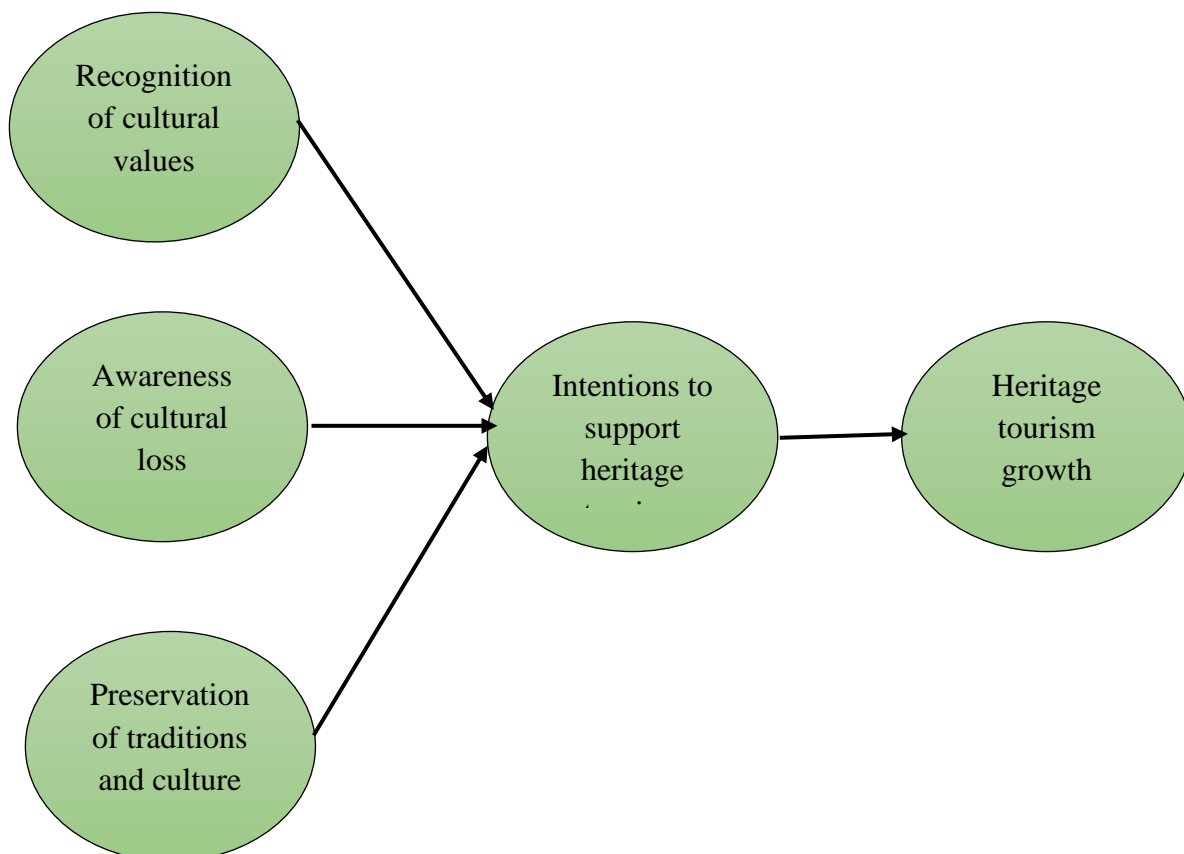 Recognition
of cultural
values
Awareness
of cultural
loss
Preservation
of traditions
and culture
Intentions to
support
heritage
Heritage
tourism
growth